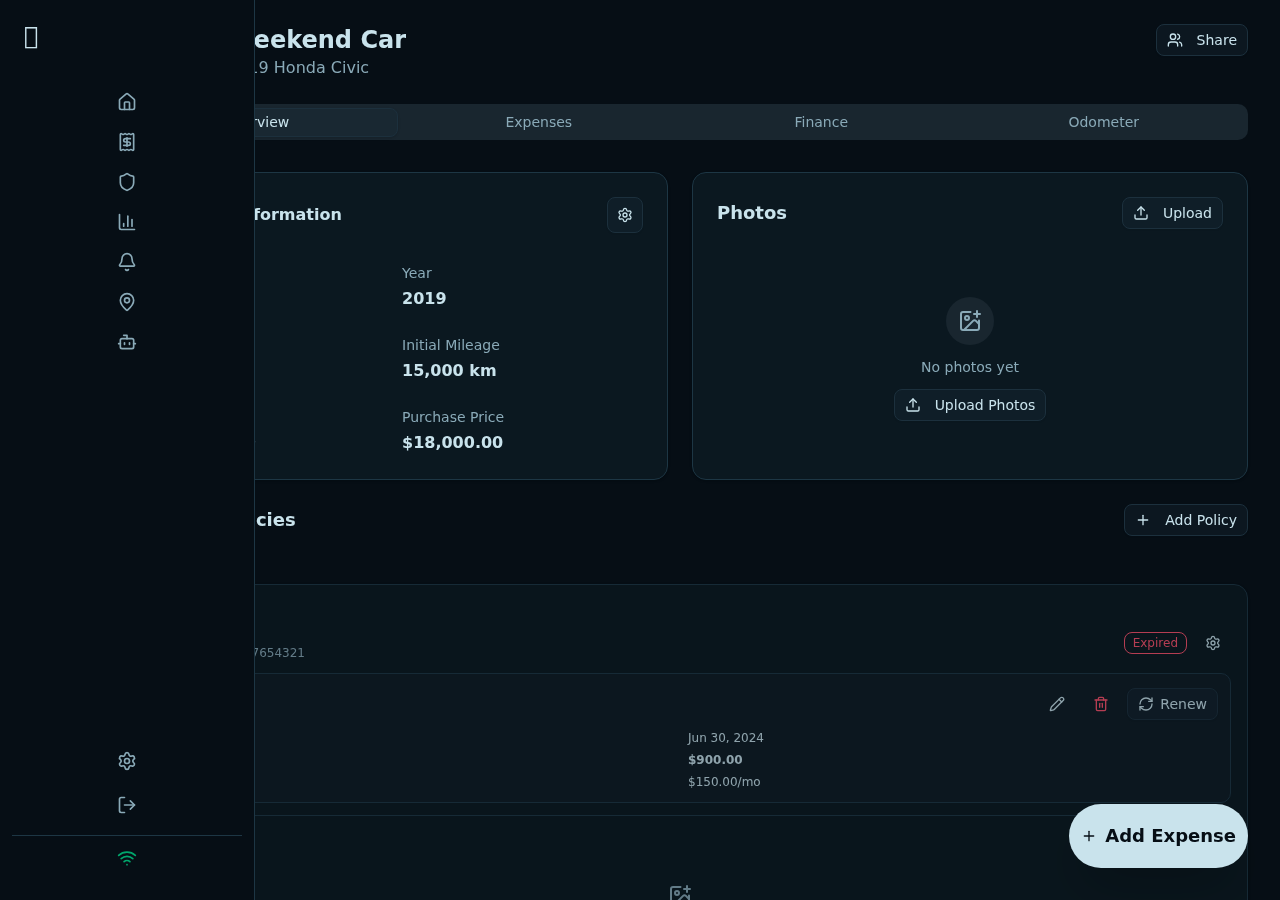 eekend Car
Share
19 Honda Civic
rview
Expenses
Finance
Odometer
formation
Photos
Upload
Year
2019
Initial Mileage
15,000 km
No photos yet
Upload Photos
Purchase Price
$18,000.00
cies
Add Policy
7654321
Expired
Renew
Jun 30, 2024
$900.00
$150.00/mo
Add Expense